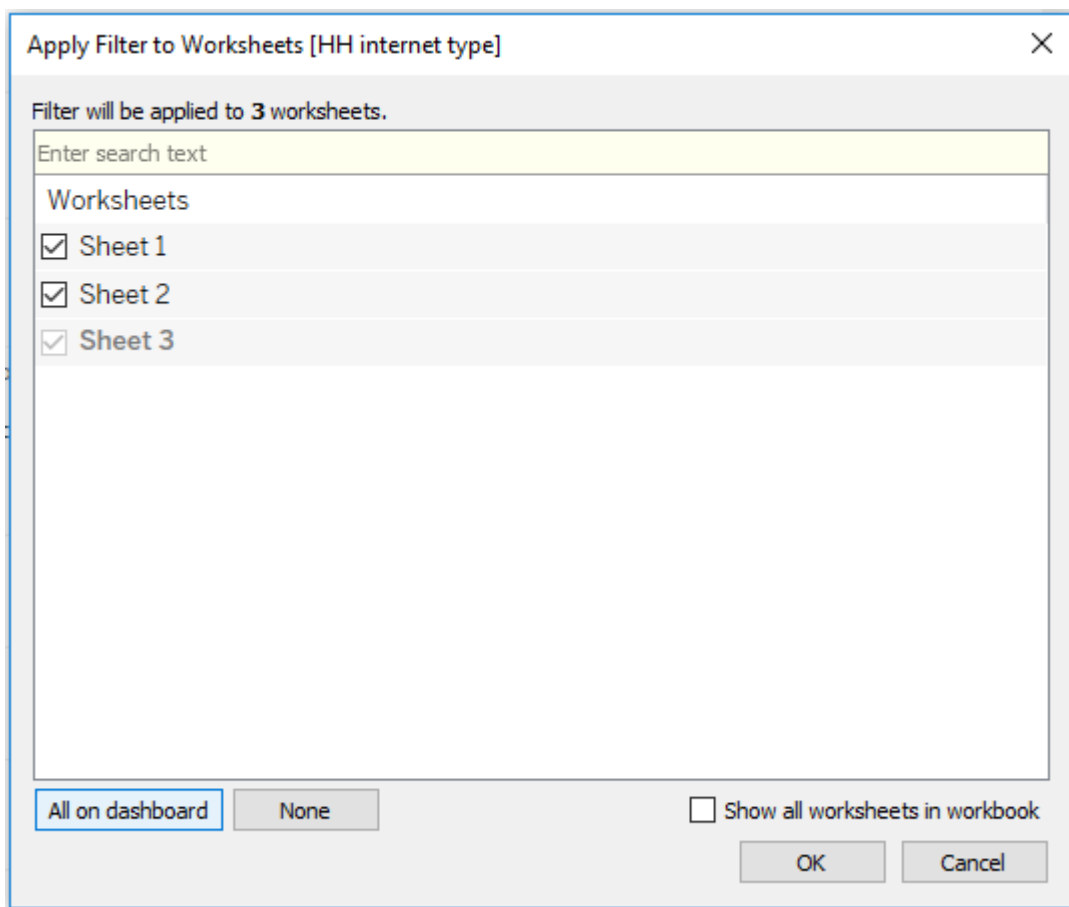 Apply Filter to Worksheets [HH internet type]
Filter will be applied to 3 worksheets.
Enter search text
Worksheets
Sheet 1
Sheet 2
Sheet 3
All on dashboard None Show all worksheets in workbook
OK Cancel